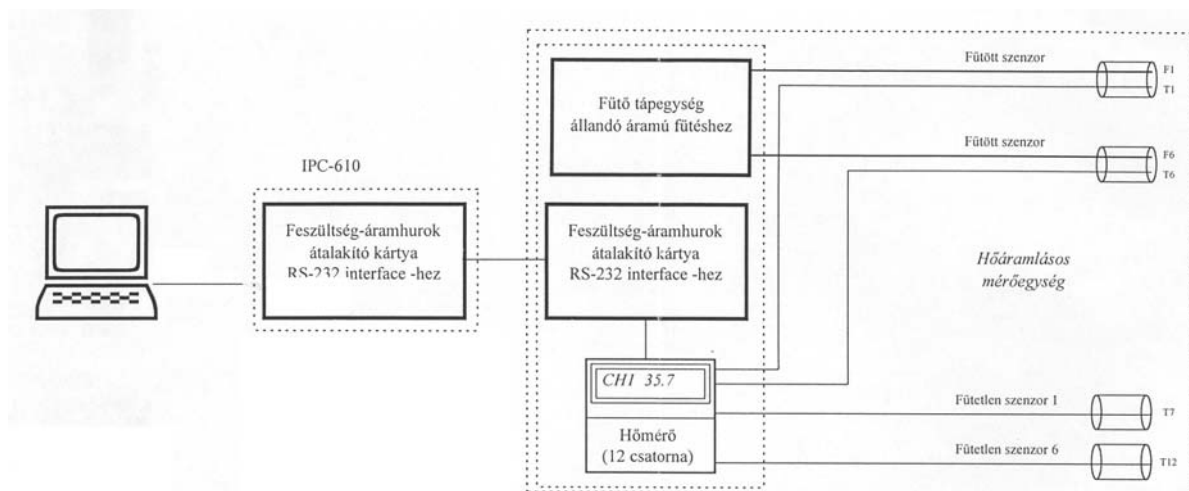 Fűtött szenzor
F1
T1
Fűtő tápegység
állandó áramú fűtéshez
Fűtött szenzor
F6
T6
IPC-610
Feszültség-áramhurok
átalakító kártya
RS-232 interface -hez
Feszültség-áramhurok
átalakító kártya
RS-232 interface -hez
Hőáramlásos
mérőegység
CH1 35.7
Hőmérő
(12 csatorna)
Fűtetlen szenzor 1
T7
Fűtetlen szenzor 6
T12